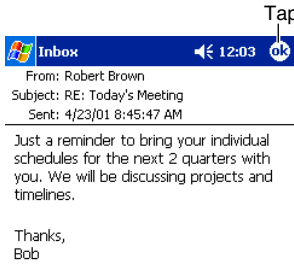 Tap
Inbox 12:03 ok
From: Robert Brown
Subject: RE: Today's Meeting
Sent: 4/23/01 8:45:47 AM
Just a reminder to bring your individual
schedules for the next 2 quarters with
you. We will be discussing projects and
timelines.
Thanks,
Bob